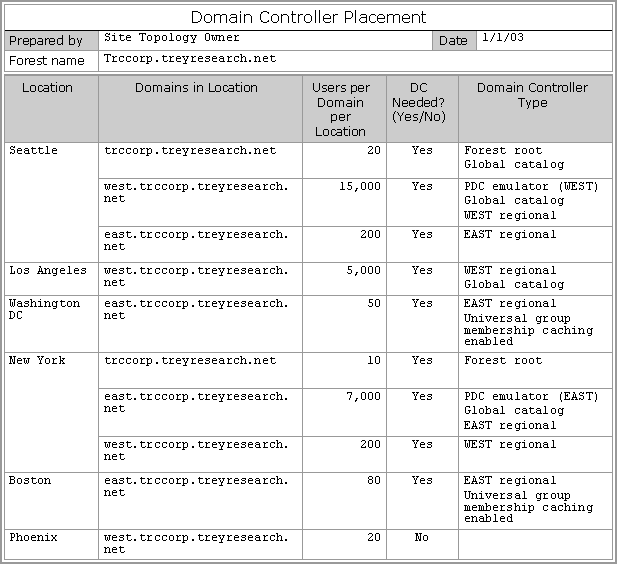 Domain Controller Placement
Prepared by Site Topology Owner Date 1/1/03
Forest name Trccorp.treyresearch.net
Location Domains in Location Users per Domain per Location DC Needed? (Yes/No) Domain Controller Type
Seattle trccorp.treyresearch.net 20 Yes Forest root
Global catalog
west.trccorp.treyresearch. 15,000 Yes PDC emulator (WEST)
net Global catalog
WEST regional
east.trccorp.treyresearch. 200 Yes EAST regional
net
Los Angeles west.trccorp.treyresearch. 5,000 Yes WEST regional
net Global catalog
Washington east.trccorp.treyresearch. 50 Yes EAST regional
DC net Universal group
membership caching
enabled
New York trccorp.treyresearch.net 10 Yes Forest root
east.trccorp.treyresearch. 7,000 Yes PDC emulator (EAST)
net Global catalog
EAST regional
west.trccorp.treyresearch. 200 Yes WEST regional
net
Boston east.trccorp.treyresearch. 80 Yes EAST regional
net Universal group
membership caching
enabled
Phoenix west.trccorp.treyresearch. 20 No
net